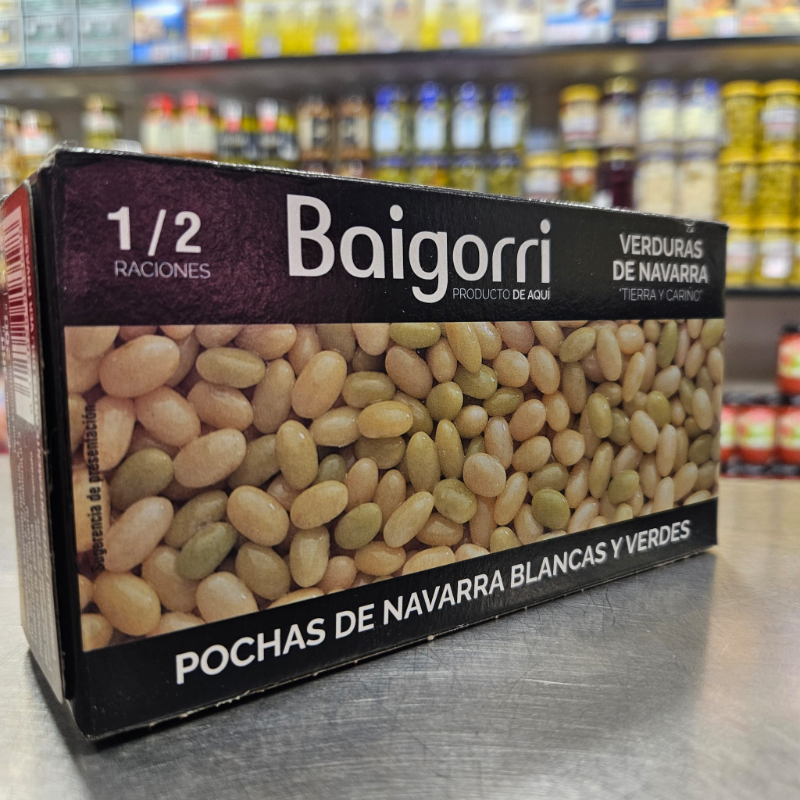 1/2
RACIONES
Baigorri
PRODUCTO DE AQUÍ
VERDURAS
DE NAVARRA
"TIERRA Y CARIÑO"
Sugerencia de presentación
POCHAS DE NAVARRA BLANCAS Y VERDES